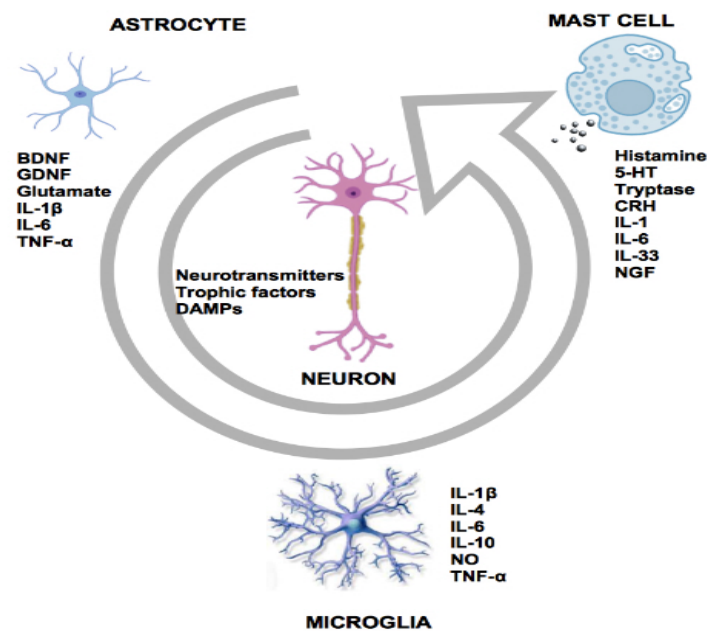 ASTROCYTE
BDNF
GDNF
Glutamate
IL-1β
IL-6
TNF-α
MAST CELL
Histamine
5-HT
Tryptase
CRH
IL-1
IL-6
IL-33
NGF
Neurotransmitters
Trophic factors
DAMPs
NEURON
IL-1β
IL-4
IL-6
IL-10
NO
TNF-α
MICROGLIA